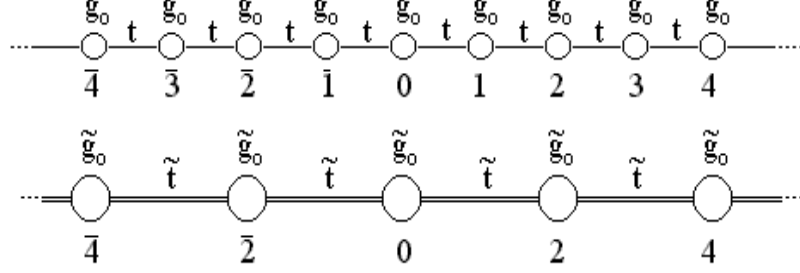 g̃₀ g̃₀ g̃₀ g̃₀ g̃₀ g̃₀ g̃₀ g̃₀ g̃₀
t t t t t t t t
4̄ 3̄ 2̄ 1̄ 0 1 2 3 4
g̃₀ g̃₀ g̃₀ g̃₀ g̃₀
t̃ t̃ t̃ t̃
4̄ 2̄ 0 2 4